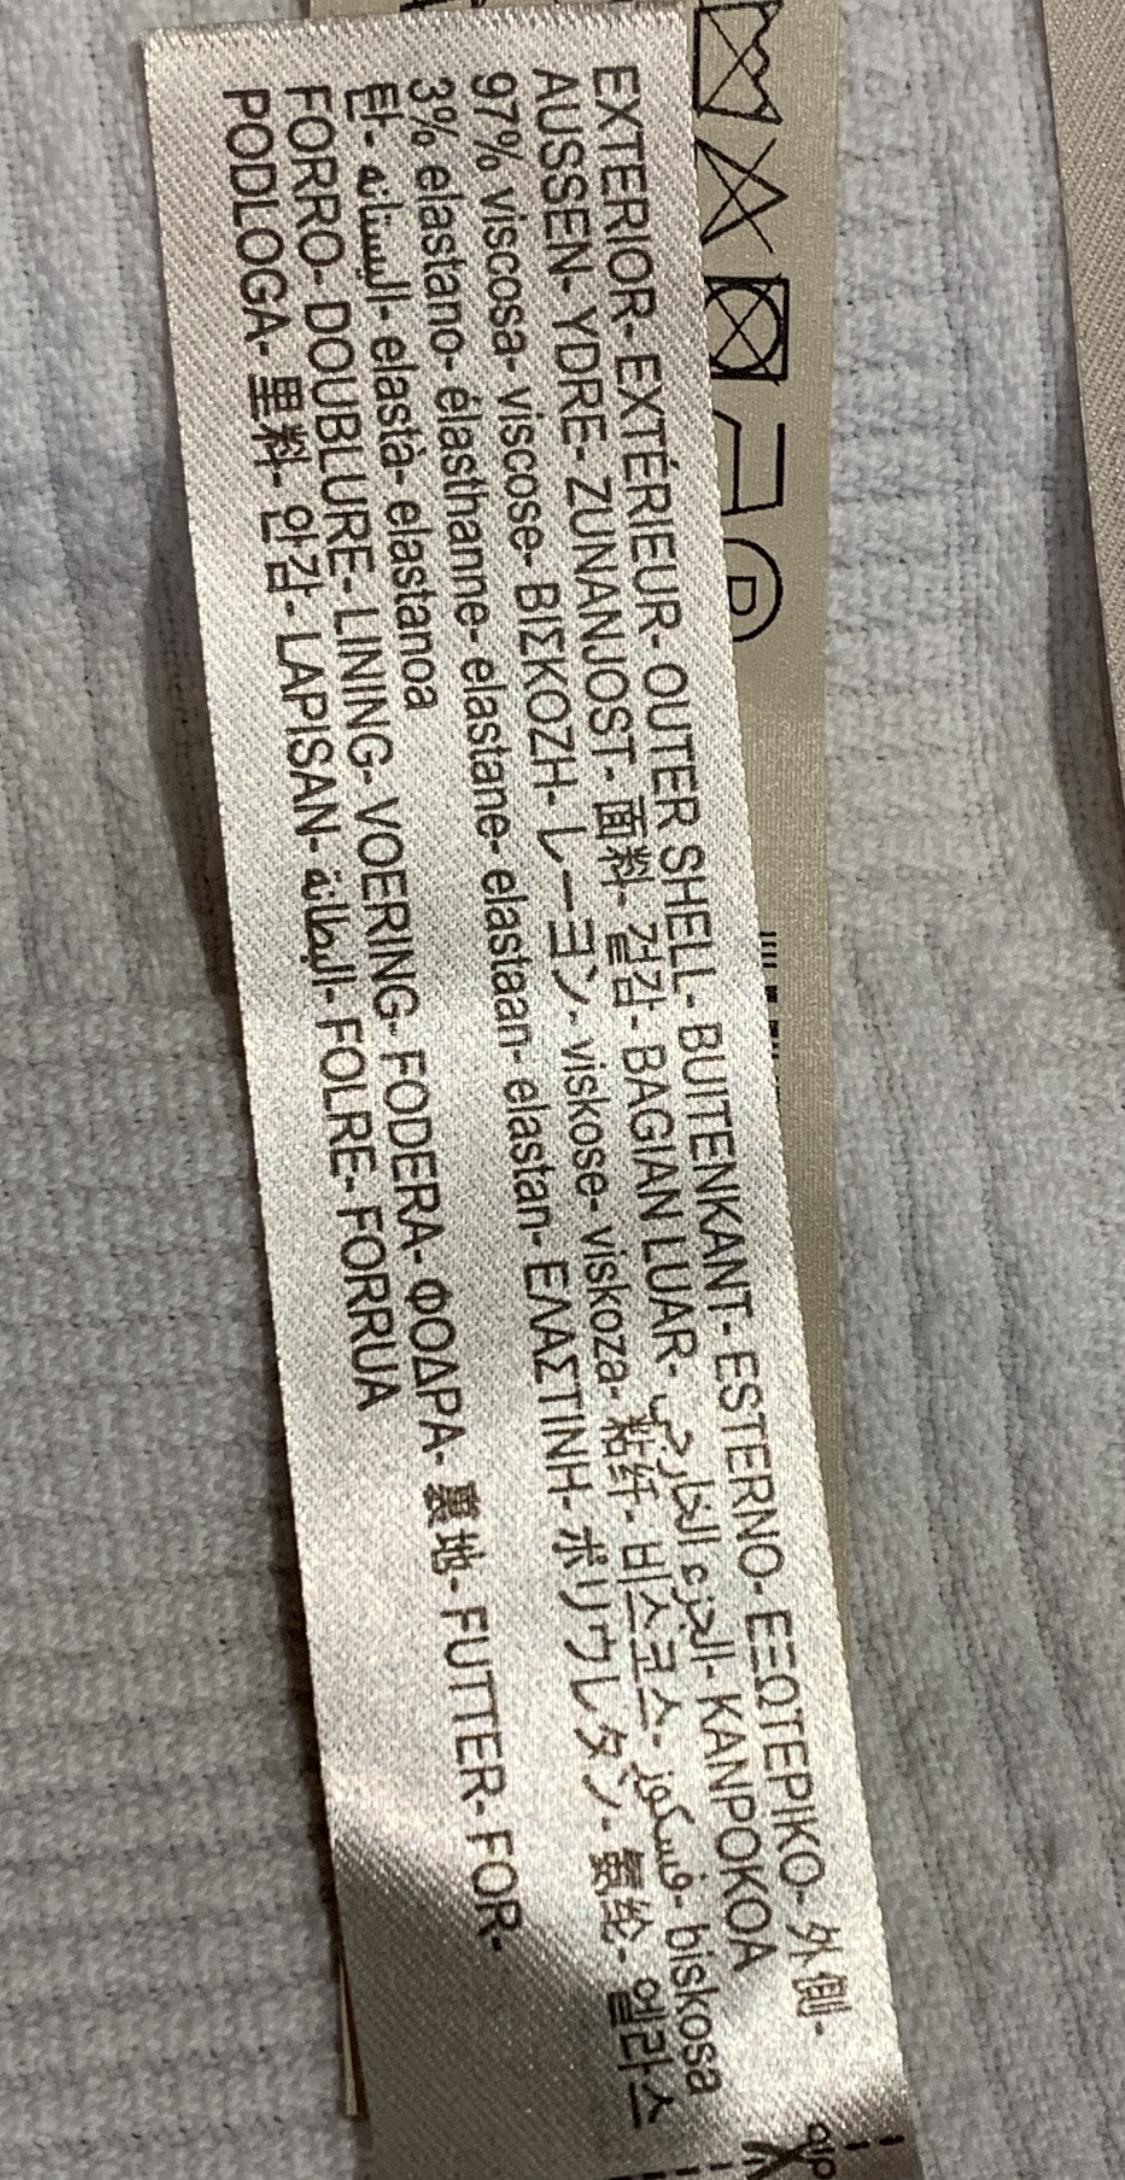 EXTERIOR- EXTÉRIEUR- OUTER SHELL- BUITENKANT- ESTERNO- ΕΞΩΤΕΡΙΚΟ- 外側-
AUSSEN- YDRE- ZUNANJOST- 面料- 겉감- BAGIAN LUAR- الجزء الخارجي- KANPOKOA
97% viscosa- viscose- ΒΙΣΚΟΖΗ- レーヨン- viskose- viskoza- 粘纤- 비스코스- فسكوز- biskosa
3% elastano- élasthanne- elastane- elastaan- elastan- ΕΛΑΣΤΙΝΗ- ポリウレタン- 氨纶- 엘라스
탄- اليستانه- elastà- elastanoa
FORRO- DOUBLURE- LINING- VOERING- FODERA- ΦΟΔΡΑ- 裏地- FUTTER- FOR-
PODLOGA- 里料- 안감- LAPISAN- البطانة- FOLRE- FORRUA
P